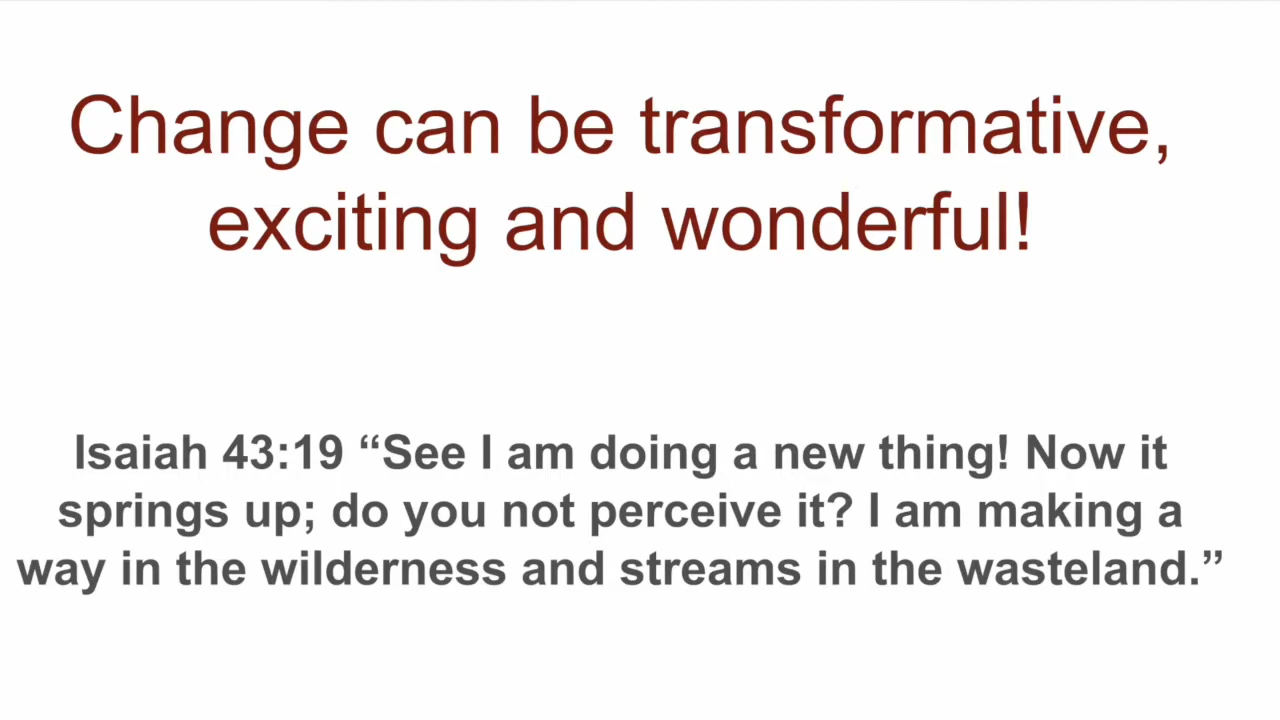 Change can be transformative,
exciting and wonderful!
Isaiah 43:19 “See I am doing a new thing! Now it
springs up; do you not perceive it? I am making a
way in the wilderness and streams in the wasteland.”